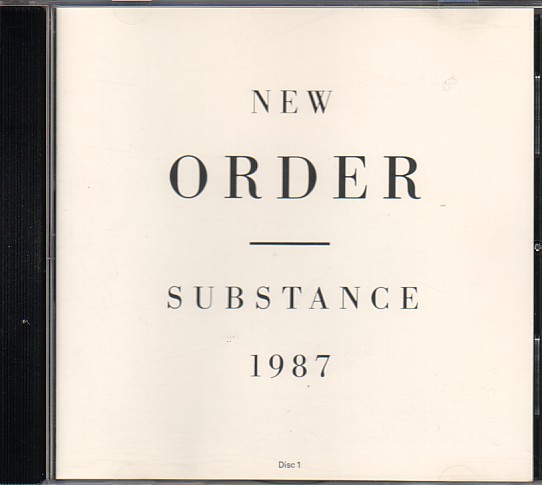 NEW
ORDER
SUBSTANCE
1987
Disc 1